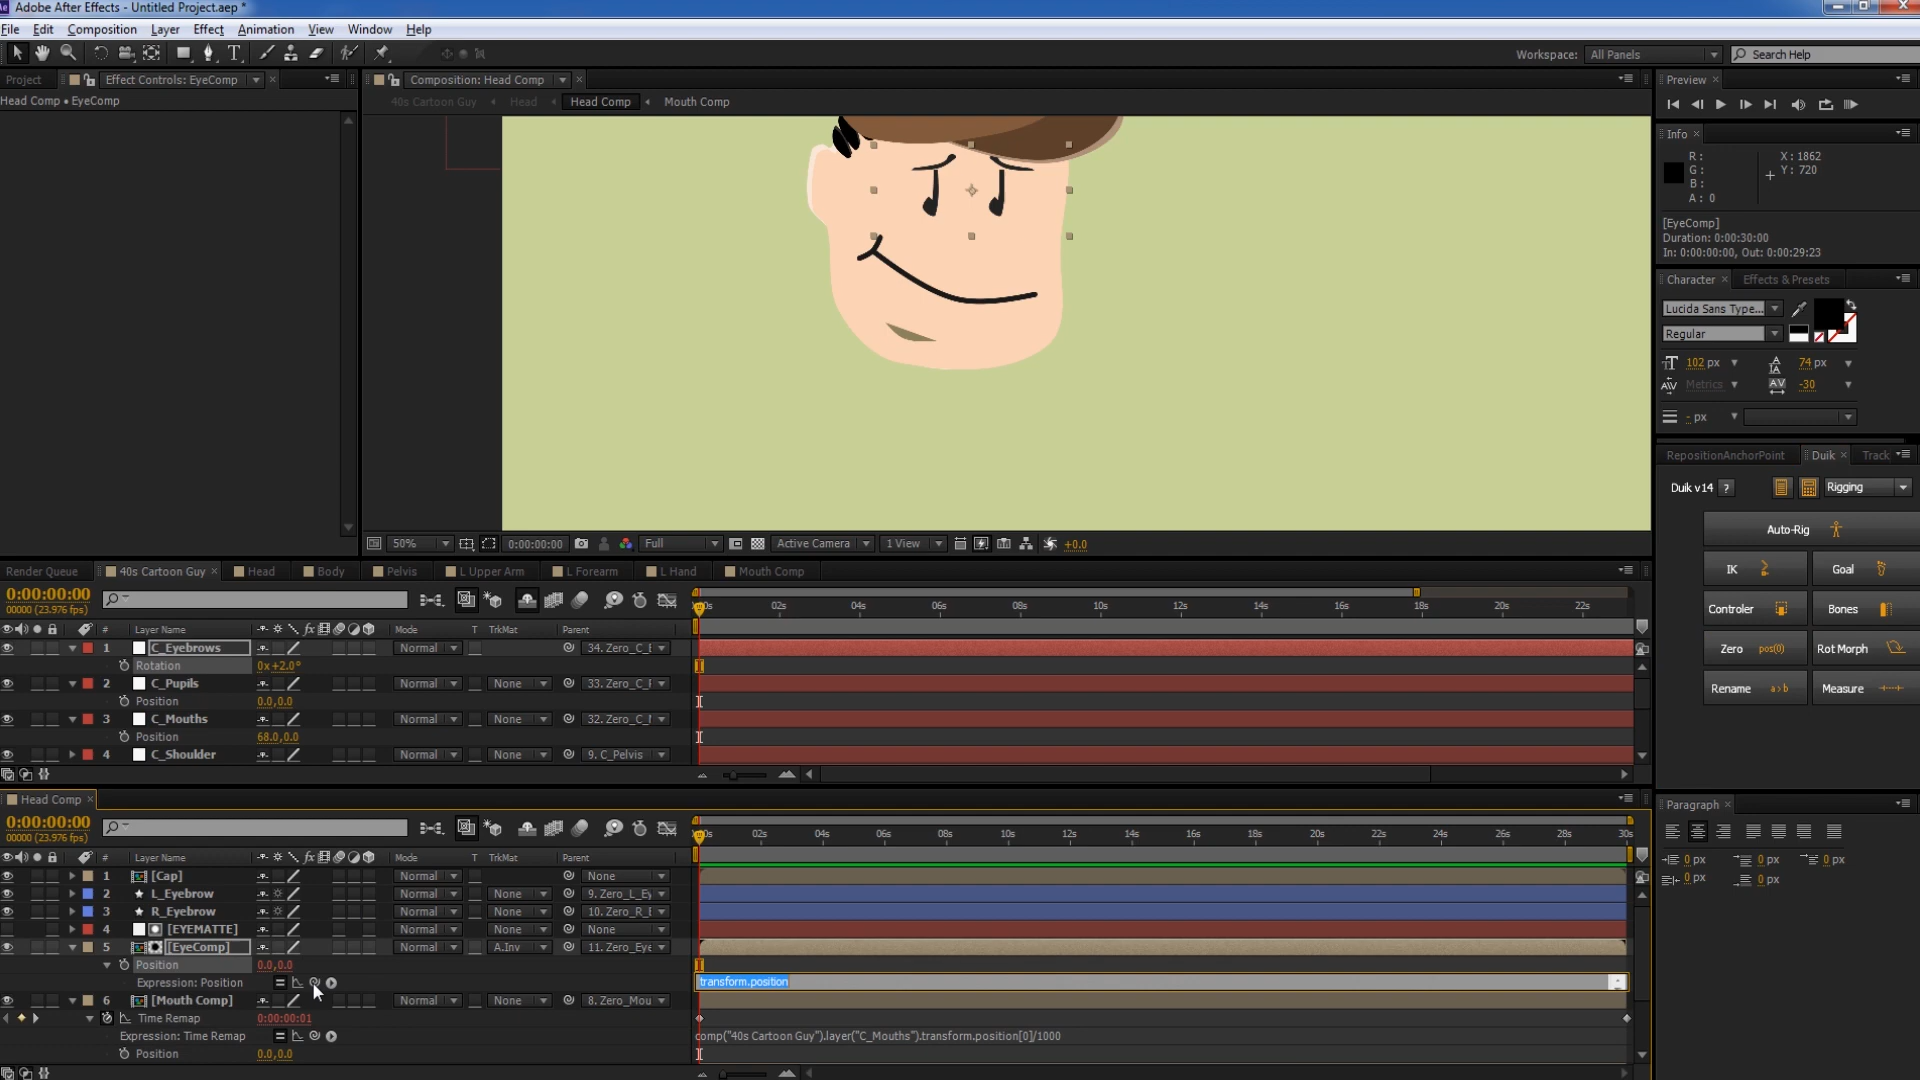 Adobe After Effects - Untitled Project.aep *
File Edit Composition Layer Effect Animation View Window Help
Workspace: All Panels Search Help
Project Effect Controls: EyeComp Composition: Head Comp Preview
Head Comp • EyeComp 40s Cartoon Guy Head Head Comp Mouth Comp
Info
R:
G:
B:
A: 0
X: 1862
Y: 720
[EyeComp]
Duration: 0:00:30:00
In: 0:00:00:00, Out: 0:00:29:23
Character Effects & Presets
Lucida Sans Type...
Regular
102 px 74 px
Metrics -30
- px
RepositionAnchorPoint Duik Track
Duik v14 ? Rigging
Auto-Rig
IK Goal
Controler Bones
Zero pos(0) Rot Morph
Rename a>b Measure
50% 0:00:00:00 Full Active Camera 1 View +0.0
Render Queue 40s Cartoon Guy Head Body Pelvis L Upper Arm L Forearm L Hand Mouth Comp
0:00:00:00
00000 (23.976 fps)
02s 04s 06s 08s 10s 12s 14s 16s 18s 20s 22s
# Layer Name Mode T TrkMat Parent
1 C_Eyebrows Normal 34. Zero_C_E
Rotation 0x+2.0°
2 C_Pupils Normal None 33. Zero_C_F
Position 0.0,0.0
3 C_Mouths Normal None 32. Zero_C_M
Position 68.0,0.0
4 C_Shoulder Normal None 9. C_Pelvis
Head Comp
0:00:00:00
00000 (23.976 fps)
02s 04s 06s 08s 10s 12s 14s 16s 18s 20s 22s 24s 26s 28s 30s
# Layer Name Mode T TrkMat Parent
1 [Cap] Normal None
2 L_Eyebrow Normal None 9. Zero_L_Ey
3 R_Eyebrow Normal None 10. Zero_R_E
4 [EYEMATTE] Normal None None
5 [EyeComp] Normal A.Inv 11. Zero_Eye
Position 0.0,0.0
Expression: Position transform.position
6 [Mouth Comp] Normal None 8. Zero_Mou
Time Remap 0:00:00:01
Expression: Time Remap comp("40s Cartoon Guy").layer("C_Mouths").transform.position[0]/1000
Position 0.0,0.0
Paragraph
0 px 0 px 0 px
0 px 0 px